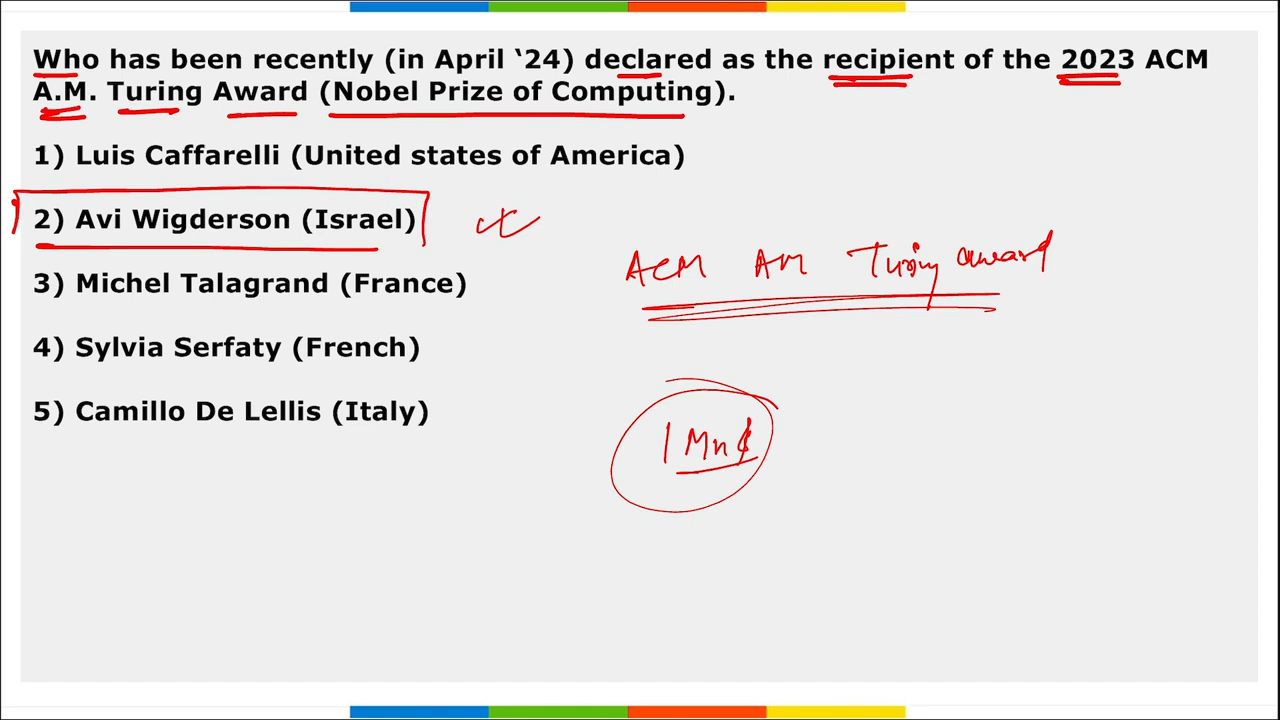 Who has been recently (in April ‘24) declared as the recipient of the 2023 ACM
A.M. Turing Award (Nobel Prize of Computing).
1) Luis Caffarelli (United states of America)
2) Avi Wigderson (Israel)
ACM AM Turing award
3) Michel Talagrand (France)
4) Sylvia Serfaty (French)
5) Camillo De Lellis (Italy)
1 Mn $